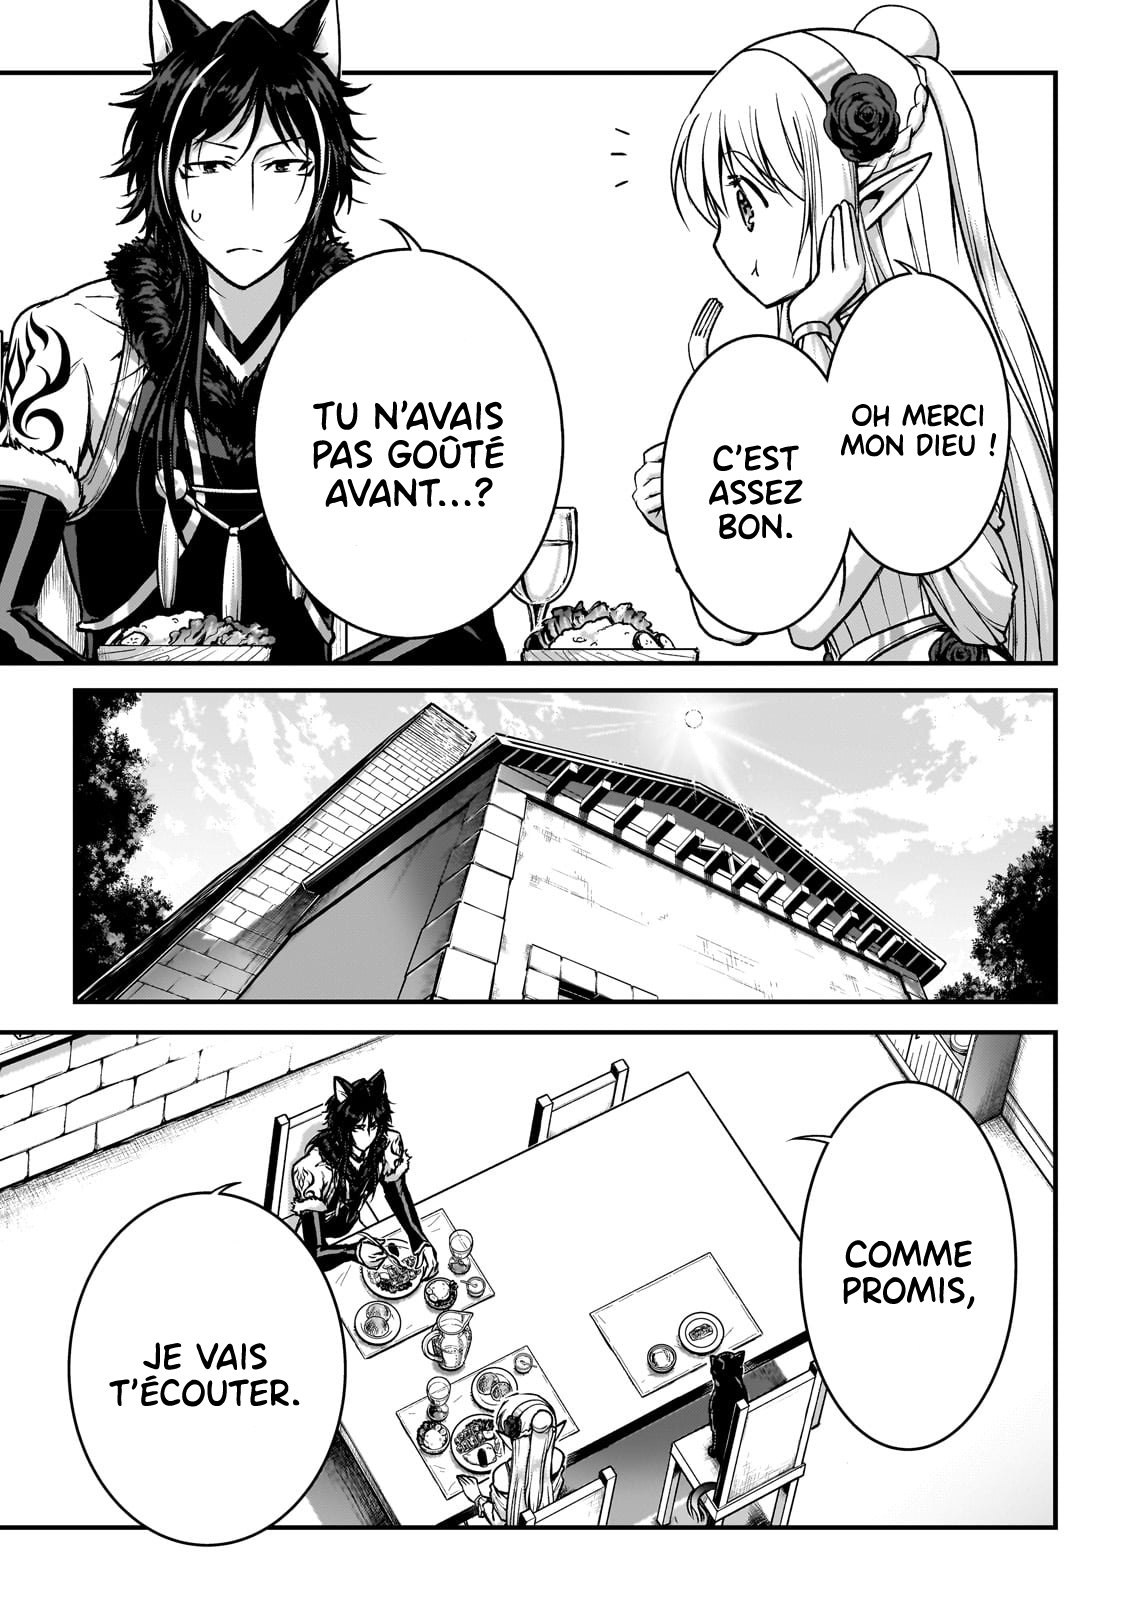 OH MERCI
MON DIEU !
C'EST
ASSEZ
BON.
TU N'AVAIS
PAS GOÛTÉ
AVANT...?
COMME
PROMIS,
JE VAIS
T'ÉCOUTER.